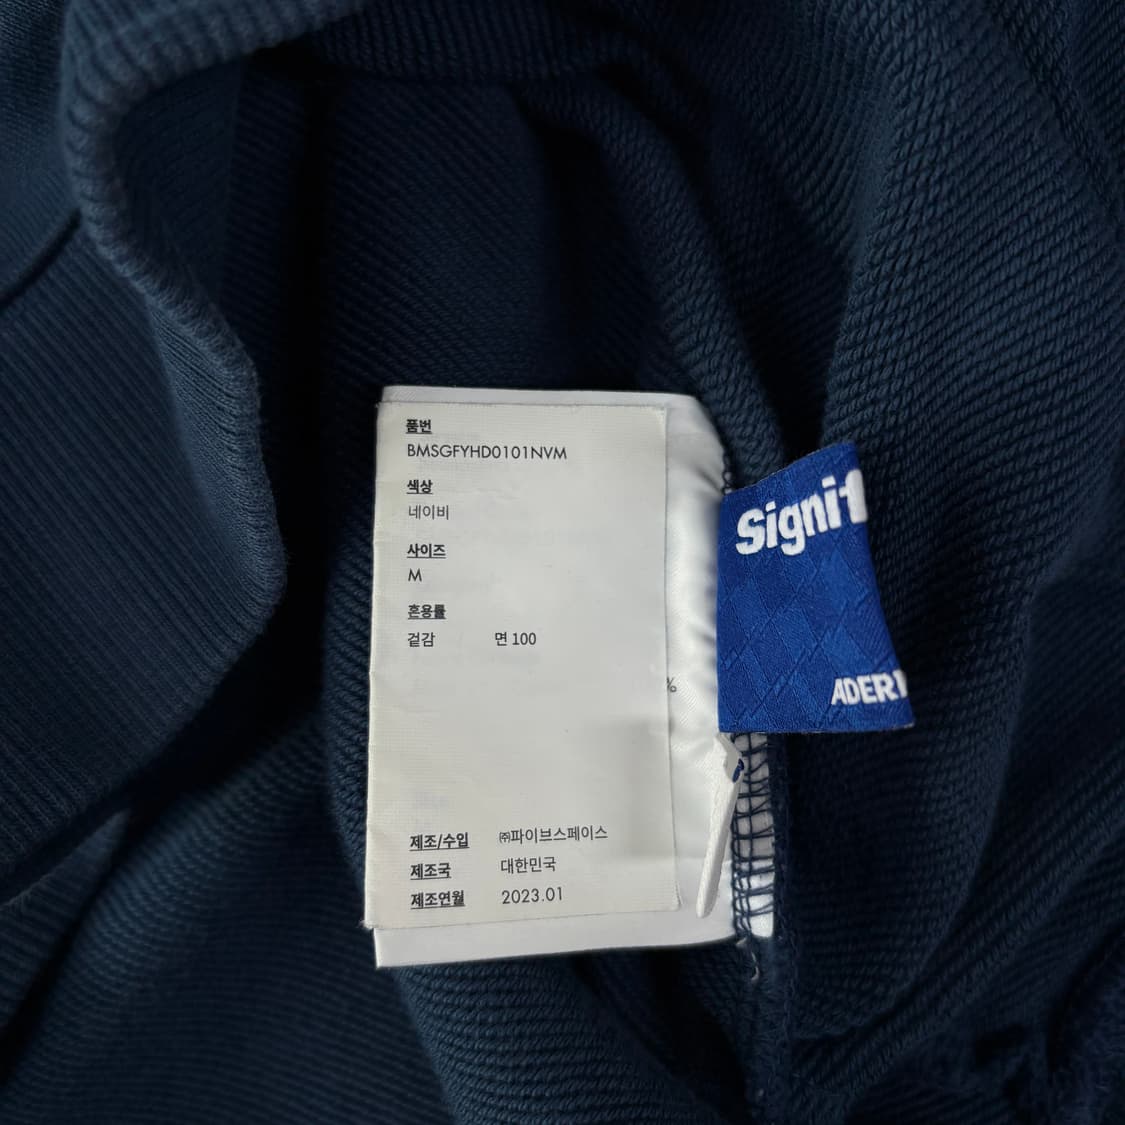 품번
BMSGFYHD0101NVM
색상
네이비
사이즈
M
혼용률
겉감 면 100
%
제조/수입 ㈜파이브스페이스
제조국 대한민국
제조연월 2023.01
Signif
ADER